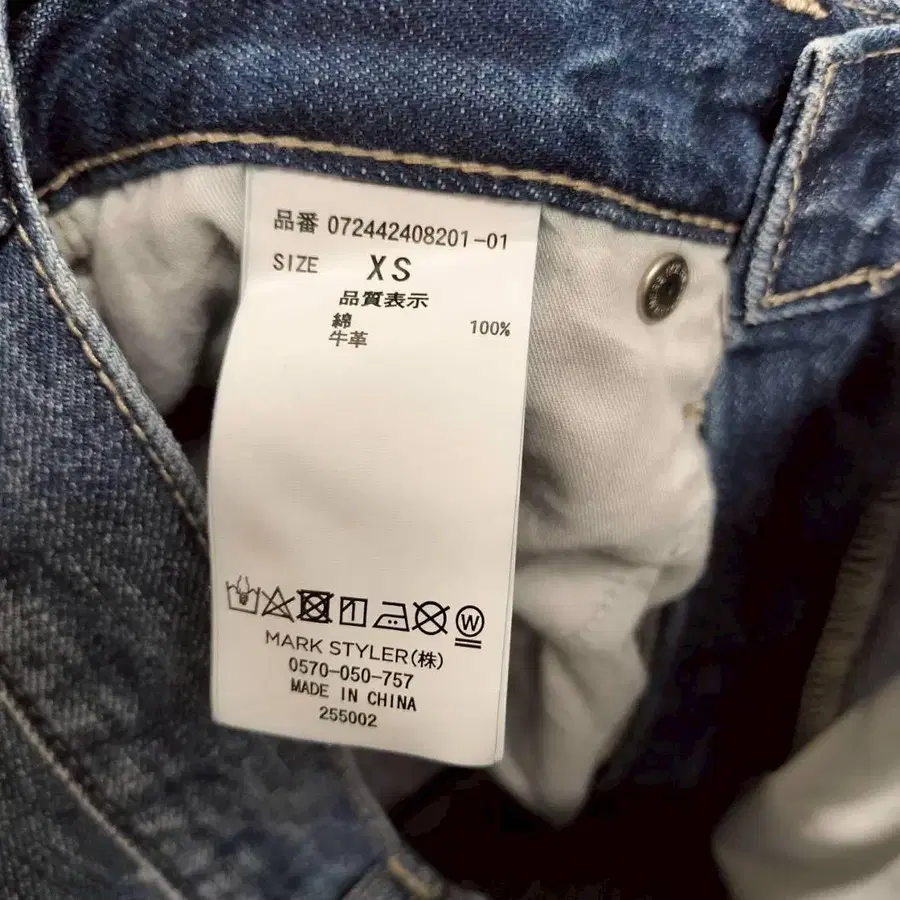 品番 072442408201-01
SIZE XS
品質表示
綿 100%
牛革
W
MARK STYLER(株)
0570-050-757
MADE IN CHINA
255002